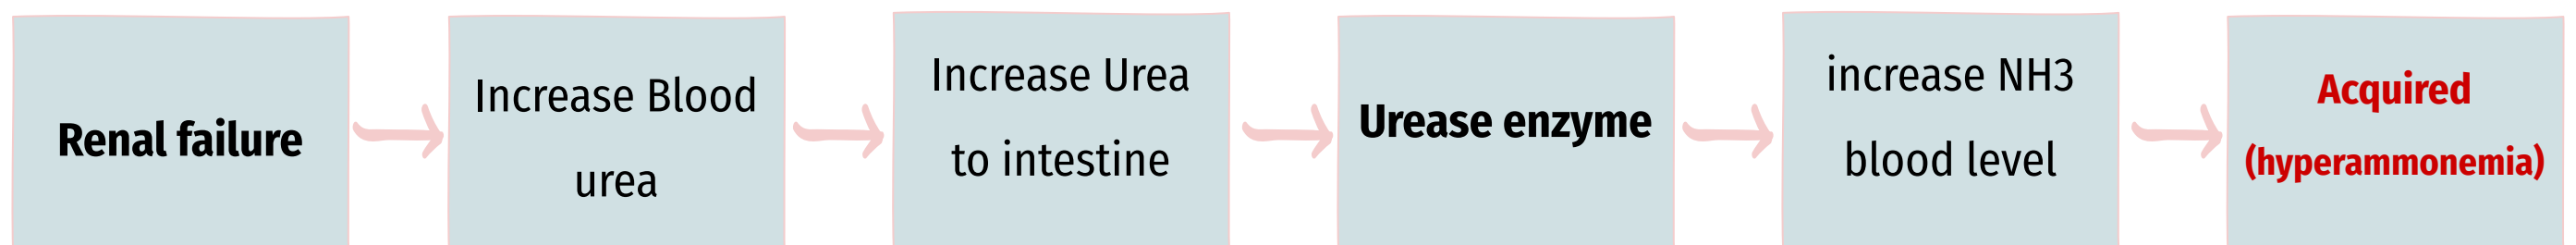 Renal failure
Increase Blood
urea
Increase Urea
to intestine
Urease enzyme
increase NH3
blood level
Acquired
(hyperammonemia)